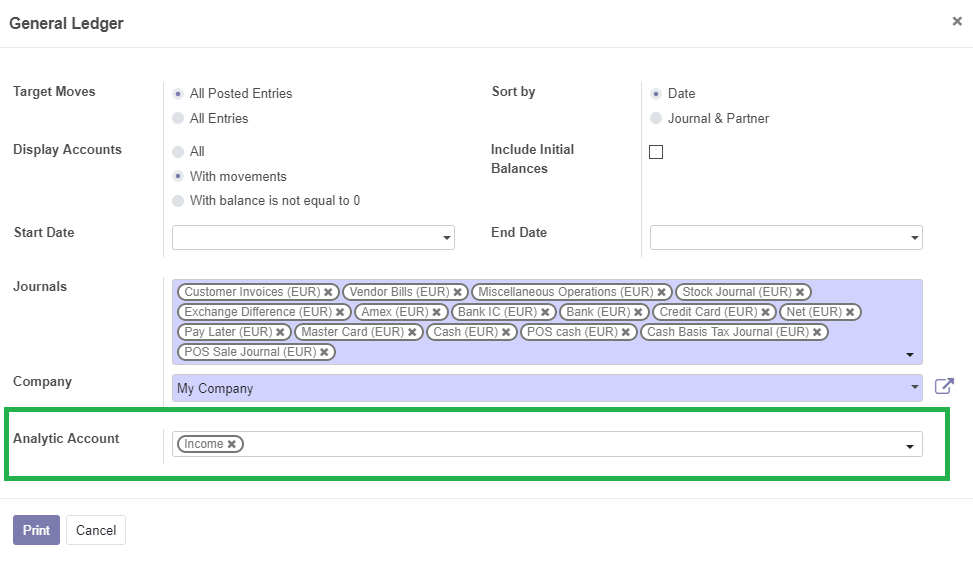 General Ledger ×
Target Moves
All Posted Entries
All Entries
Sort by
Date
Journal & Partner
Display Accounts
All
With movements
With balance is not equal to 0
Include Initial
Balances
Start Date
End Date
Journals
Customer Invoices (EUR) × Vendor Bills (EUR) × Miscellaneous Operations (EUR) × Stock Journal (EUR) ×
Exchange Difference (EUR) × Amex (EUR) × Bank IC (EUR) × Bank (EUR) × Credit Card (EUR) × Net (EUR) ×
Pay Later (EUR) × Master Card (EUR) × Cash (EUR) × POS cash (EUR) × Cash Basis Tax Journal (EUR) ×
POS Sale Journal (EUR) ×
Company
My Company
Analytic Account
Income ×
Print Cancel